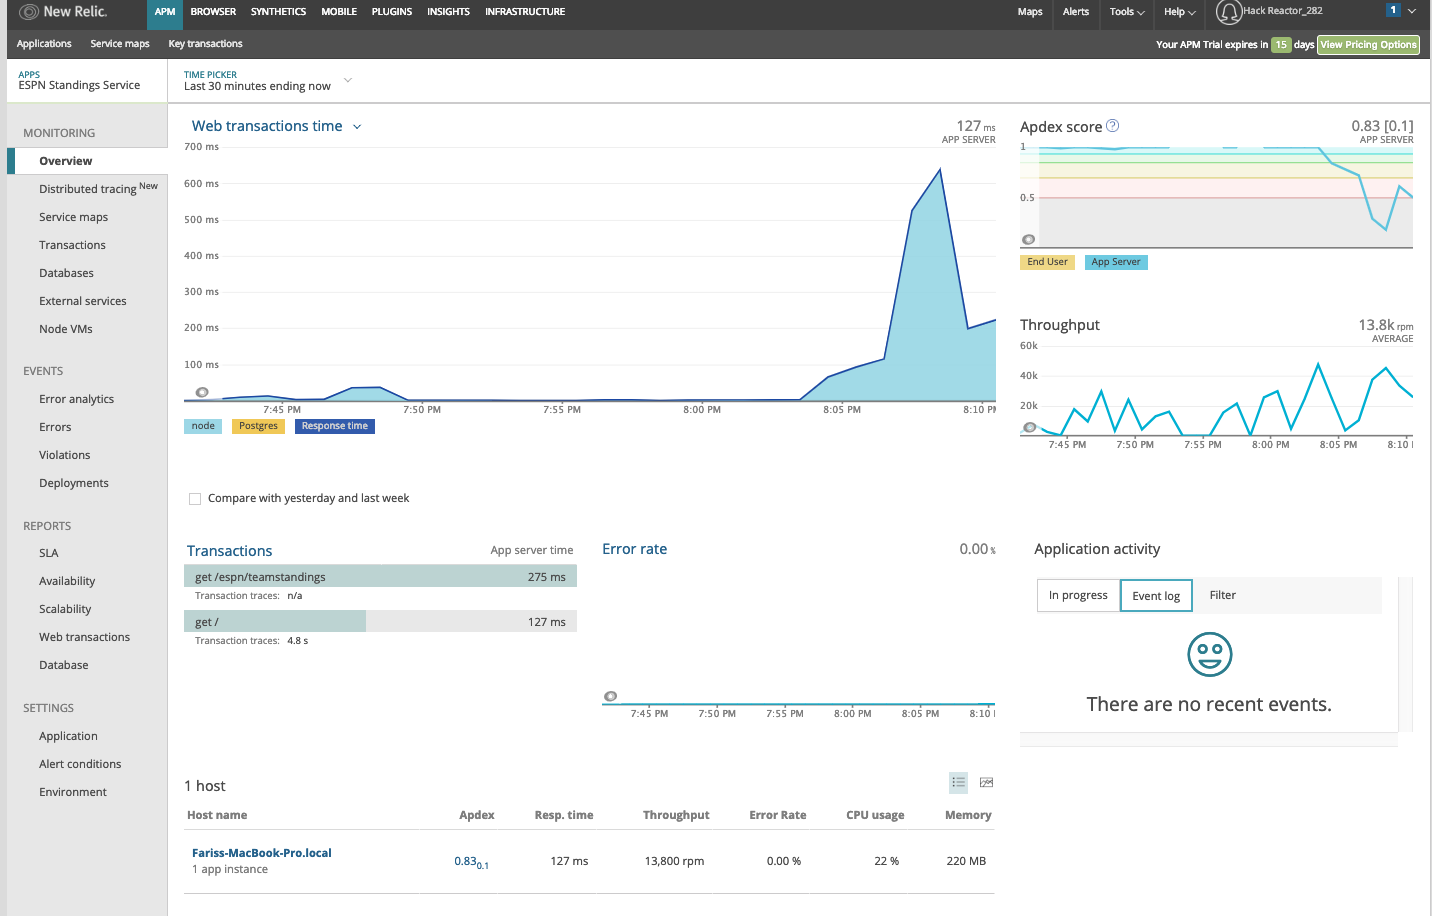 New Relic.
APM BROWSER SYNTHETICS MOBILE PLUGINS INSIGHTS INFRASTRUCTURE
Maps Alerts Tools Help Hack Reactor_282 1
Applications Service maps Key transactions
Your APM Trial expires in 15 days View Pricing Options
APPS
ESPN Standings Service
TIME PICKER
Last 30 minutes ending now
MONITORING
Overview
Distributed tracing New
Service maps
Transactions
Databases
External services
Node VMs
EVENTS
Error analytics
Errors
Violations
Deployments
REPORTS
SLA
Availability
Scalability
Web transactions
Database
SETTINGS
Application
Alert conditions
Environment
Web transactions time
127 ms
APP SERVER
700 ms
600 ms
500 ms
400 ms
300 ms
200 ms
100 ms
7:45 PM 7:50 PM 7:55 PM 8:00 PM 8:05 PM 8:10 PM
node Postgres Response time
Compare with yesterday and last week
Apdex score ?
0.83 [0.1]
APP SERVER
1
0.5
End User App Server
Throughput
13.8k rpm
AVERAGE
60k
40k
20k
7:45 PM 7:50 PM 7:55 PM 8:00 PM 8:05 PM 8:10
Transactions App server time
get /espn/teamstandings 275 ms
Transaction traces: n/a
get / 127 ms
Transaction traces: 4.8 s
Error rate 0.00 %
7:45 PM 7:50 PM 7:55 PM 8:00 PM 8:05 PM 8:10
Application activity
In progress Event log Filter
There are no recent events.
1 host
Host name Apdex Resp. time Throughput Error Rate CPU usage Memory
Fariss-MacBook-Pro.local 0.83 0.1 127 ms 13,800 rpm 0.00 % 22 % 220 MB
1 app instance